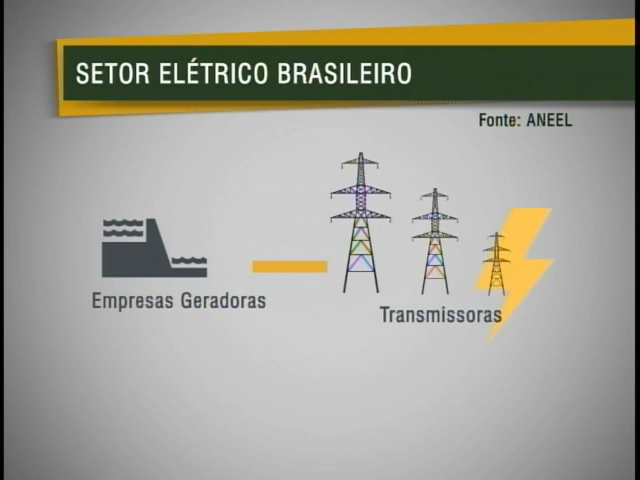 SETOR ELÉTRICO BRASILEIRO
Fonte: ANEEL
Empresas Geradoras
Transmissoras